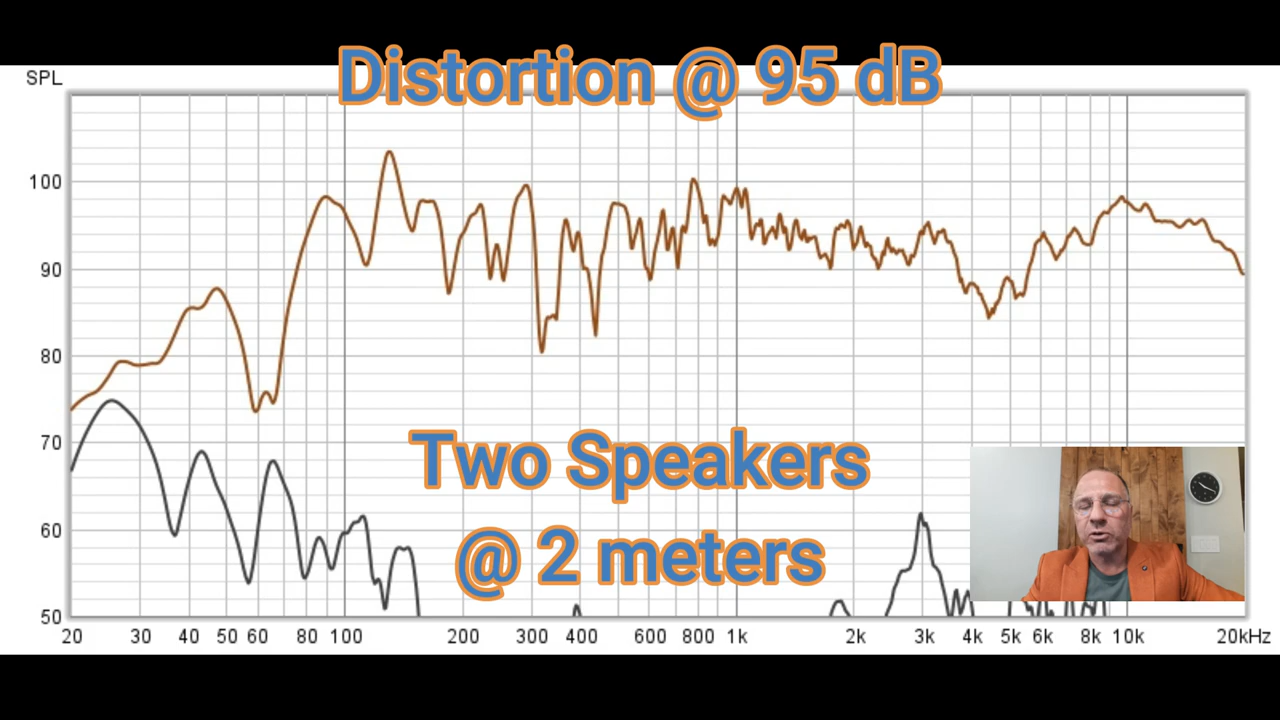 Distortion @ 95 dB
SPL
100
90
80
70
60
50
Two Speakers
@ 2 meters
20 30 40 50 60 80 100 200 300 400 600 800 1k 2k 3k 4k 5k 6k 8k 10k 20kHz